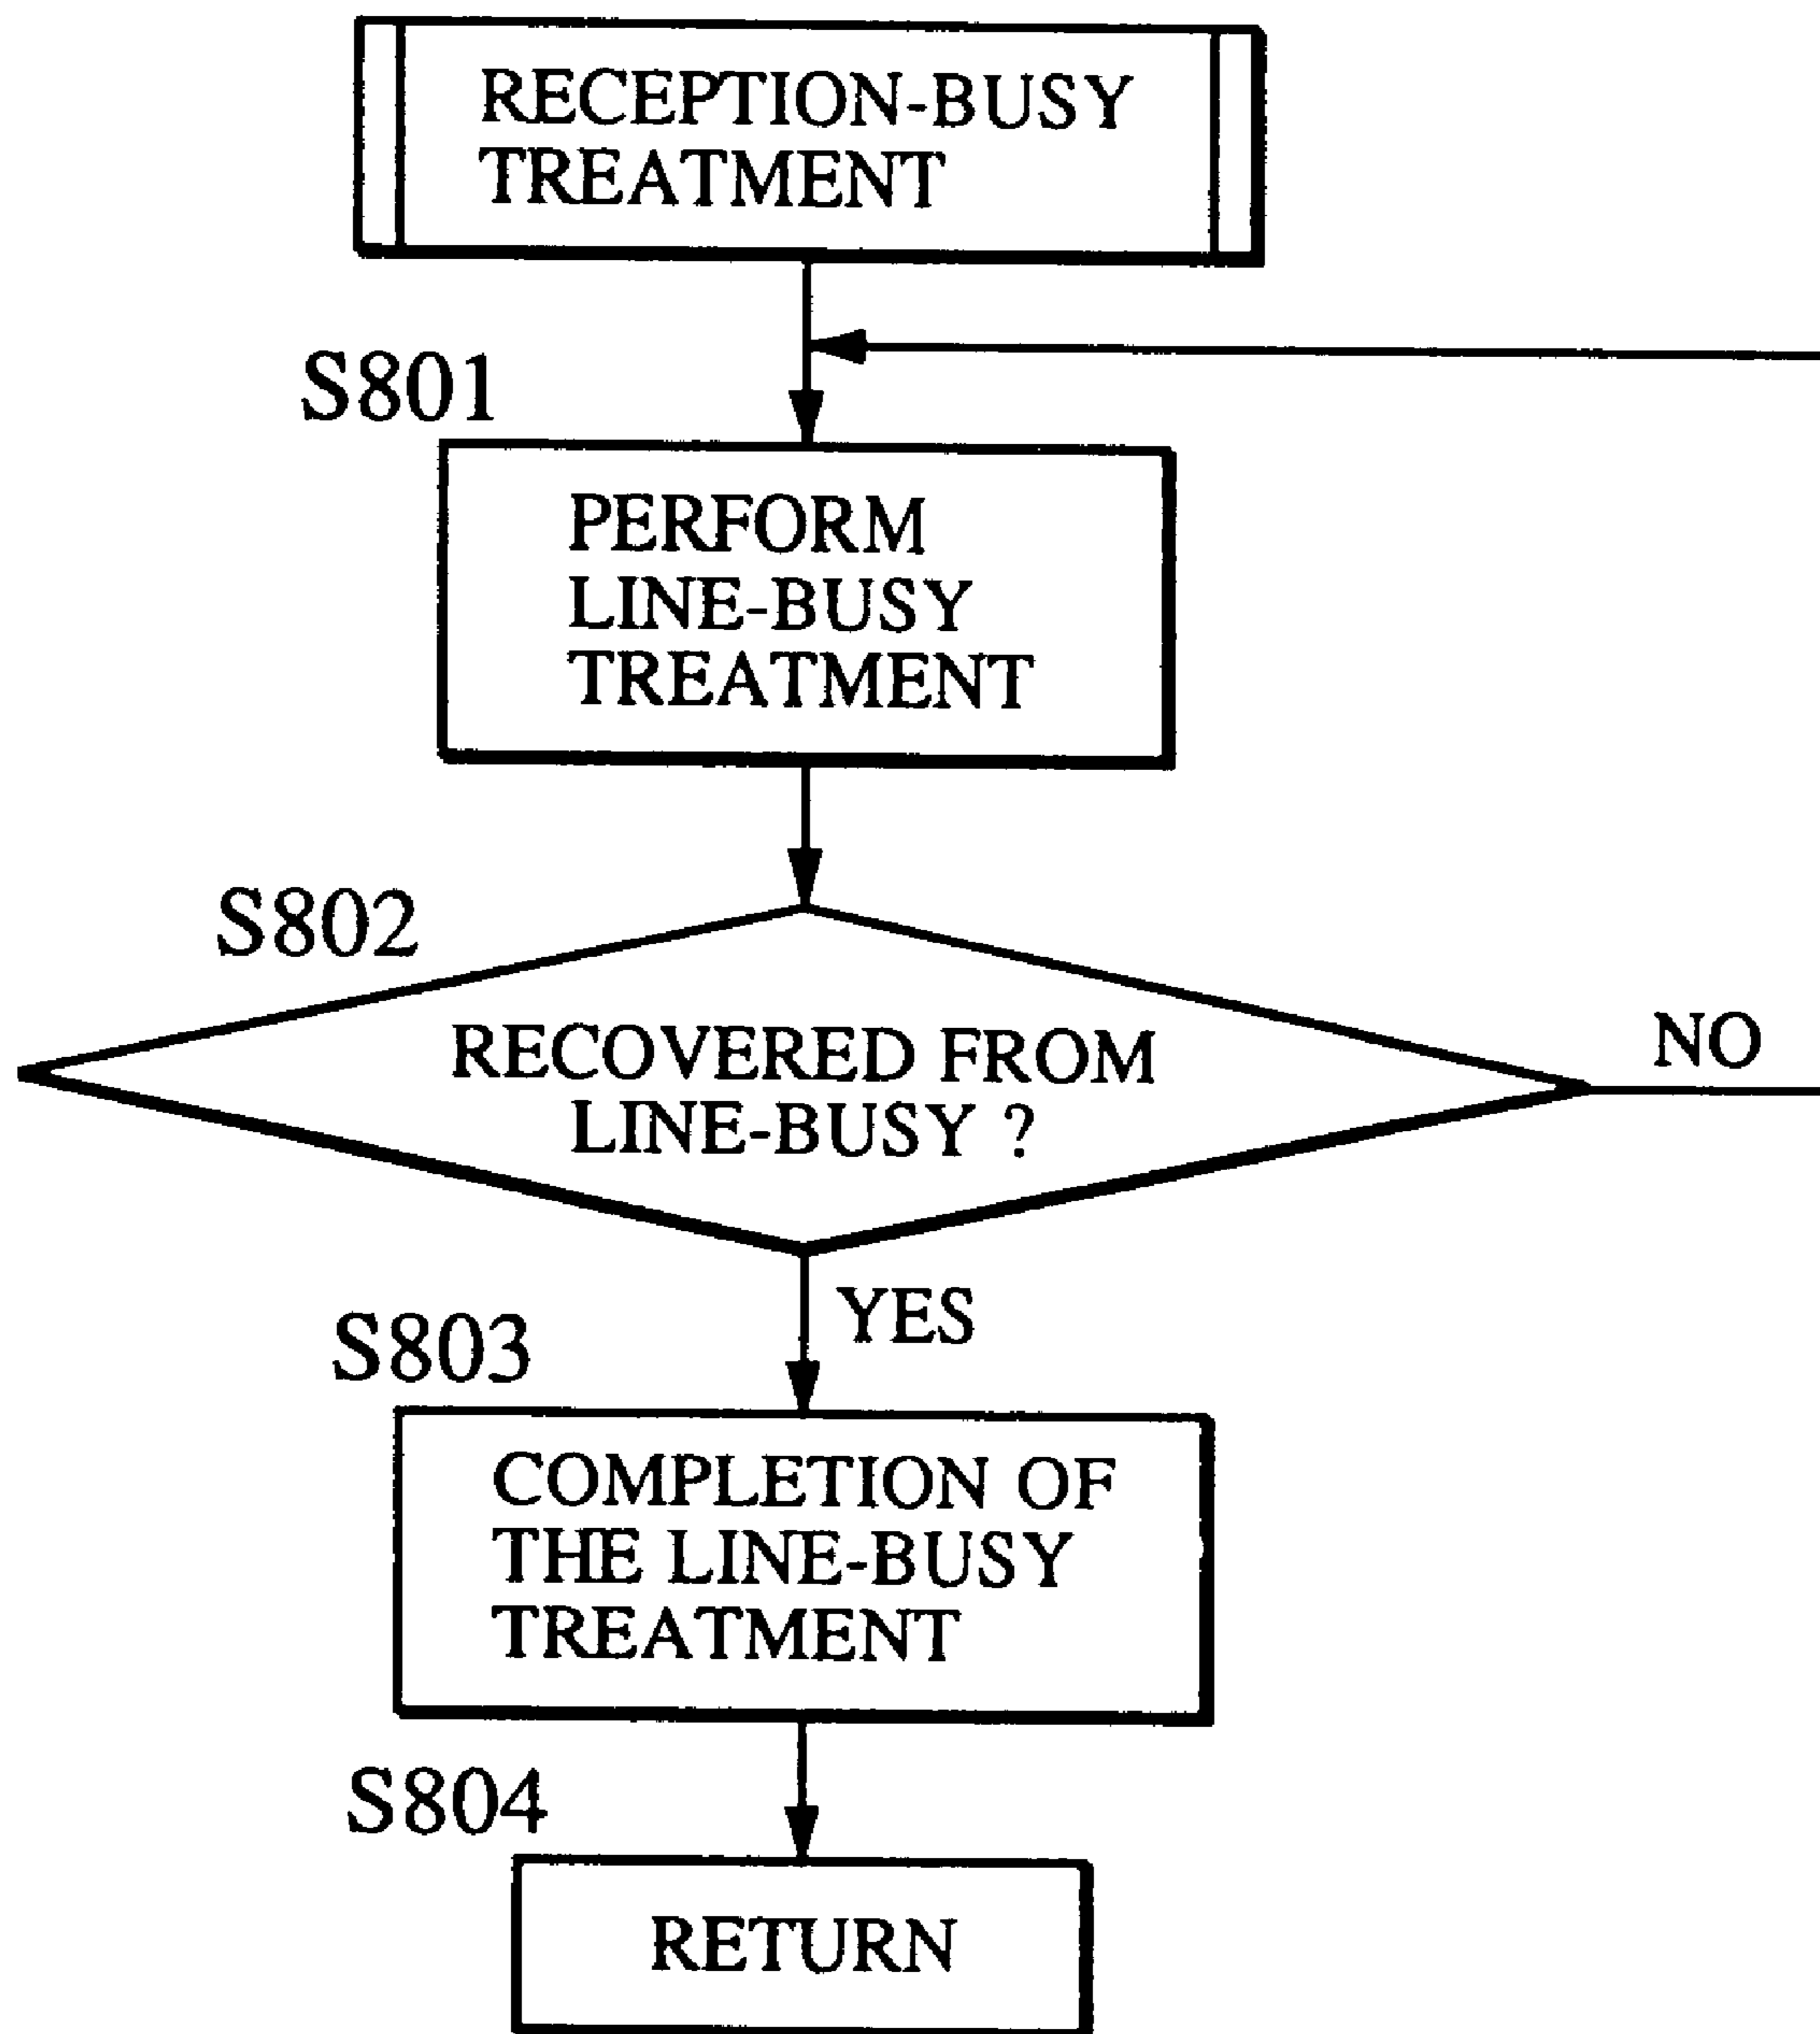 RECEPTION-BUSY
TREATMENT
S801
PERFORM
LINE-BUSY
TREATMENT
S802
RECOVERED FROM
LINE-BUSY ?
NO
YES
S803
COMPLETION OF
THE LINE-BUSY
TREATMENT
S804
RETURN